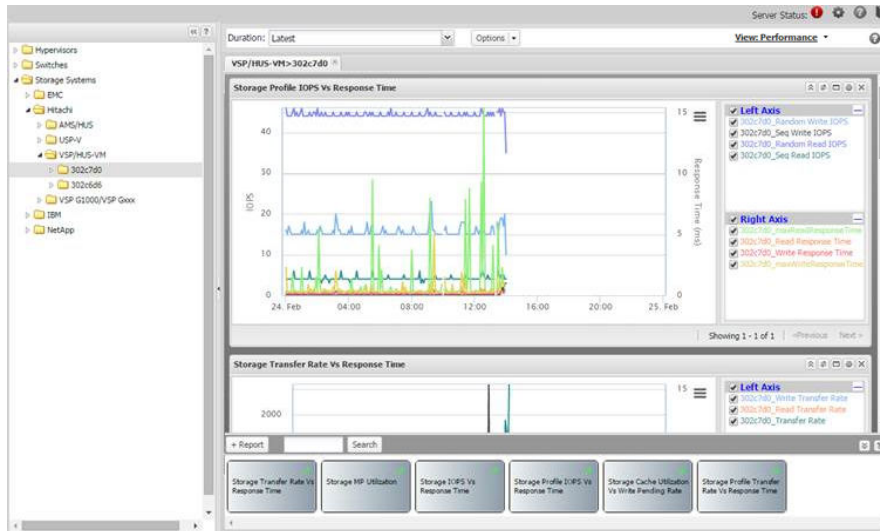 Server Status:
Duration: Latest
Options
View: Performance
Hypervisors
Switches
Storage Systems
EMC
Hitachi
AMS/HUS
USP-V
VSP/HUS-VM
302c7d0
302c6d6
VSP G1000/VSP Gxxx
IBM
NetApp
VSP/HUS-VM>302c7d0
Storage Profile IOPS Vs Response Time
40
30
20
10
0
IOPS
15
10
5
0
Response Time (ms)
24. Feb
04:00
08:00
12:00
16:00
20:00
25. Feb
Left Axis
302c7d0_Random Write IOPS
302c7d0_Seq Write IOPS
302c7d0_Random Read IOPS
302c7d0_Seq Read IOPS
Right Axis
302c7d0_maxReadResponseTime
302c7d0_Read Response Time
302c7d0_Write Response Time
302c7d0_maxWriteResponseTime
Showing 1 - 1 of 1
«Previous
Next »
Storage Transfer Rate Vs Response Time
2000
15
Left Axis
302c7d0_Write Transfer Rate
302c7d0_Read Transfer Rate
302c7d0_Transfer Rate
+ Report
Search
Storage Transfer Rate Vs
Response Time
Storage MP Utilization
Storage IOPS Vs
Response Time
Storage Profile IOPS Vs
Response Time
Storage Cache Utilization
Vs Write Pending Rate
Storage Profile Transfer
Rate Vs Response Time